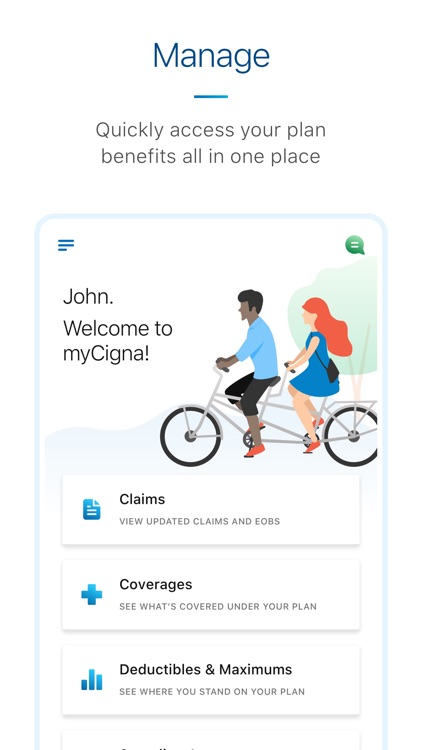 Manage
Quickly access your plan
benefits all in one place
John.
Welcome to
myCigna!
Claims
VIEW UPDATED CLAIMS AND EOBS
Coverages
SEE WHAT'S COVERED UNDER YOUR PLAN
Deductibles & Maximums
SEE WHERE YOU STAND ON YOUR PLAN